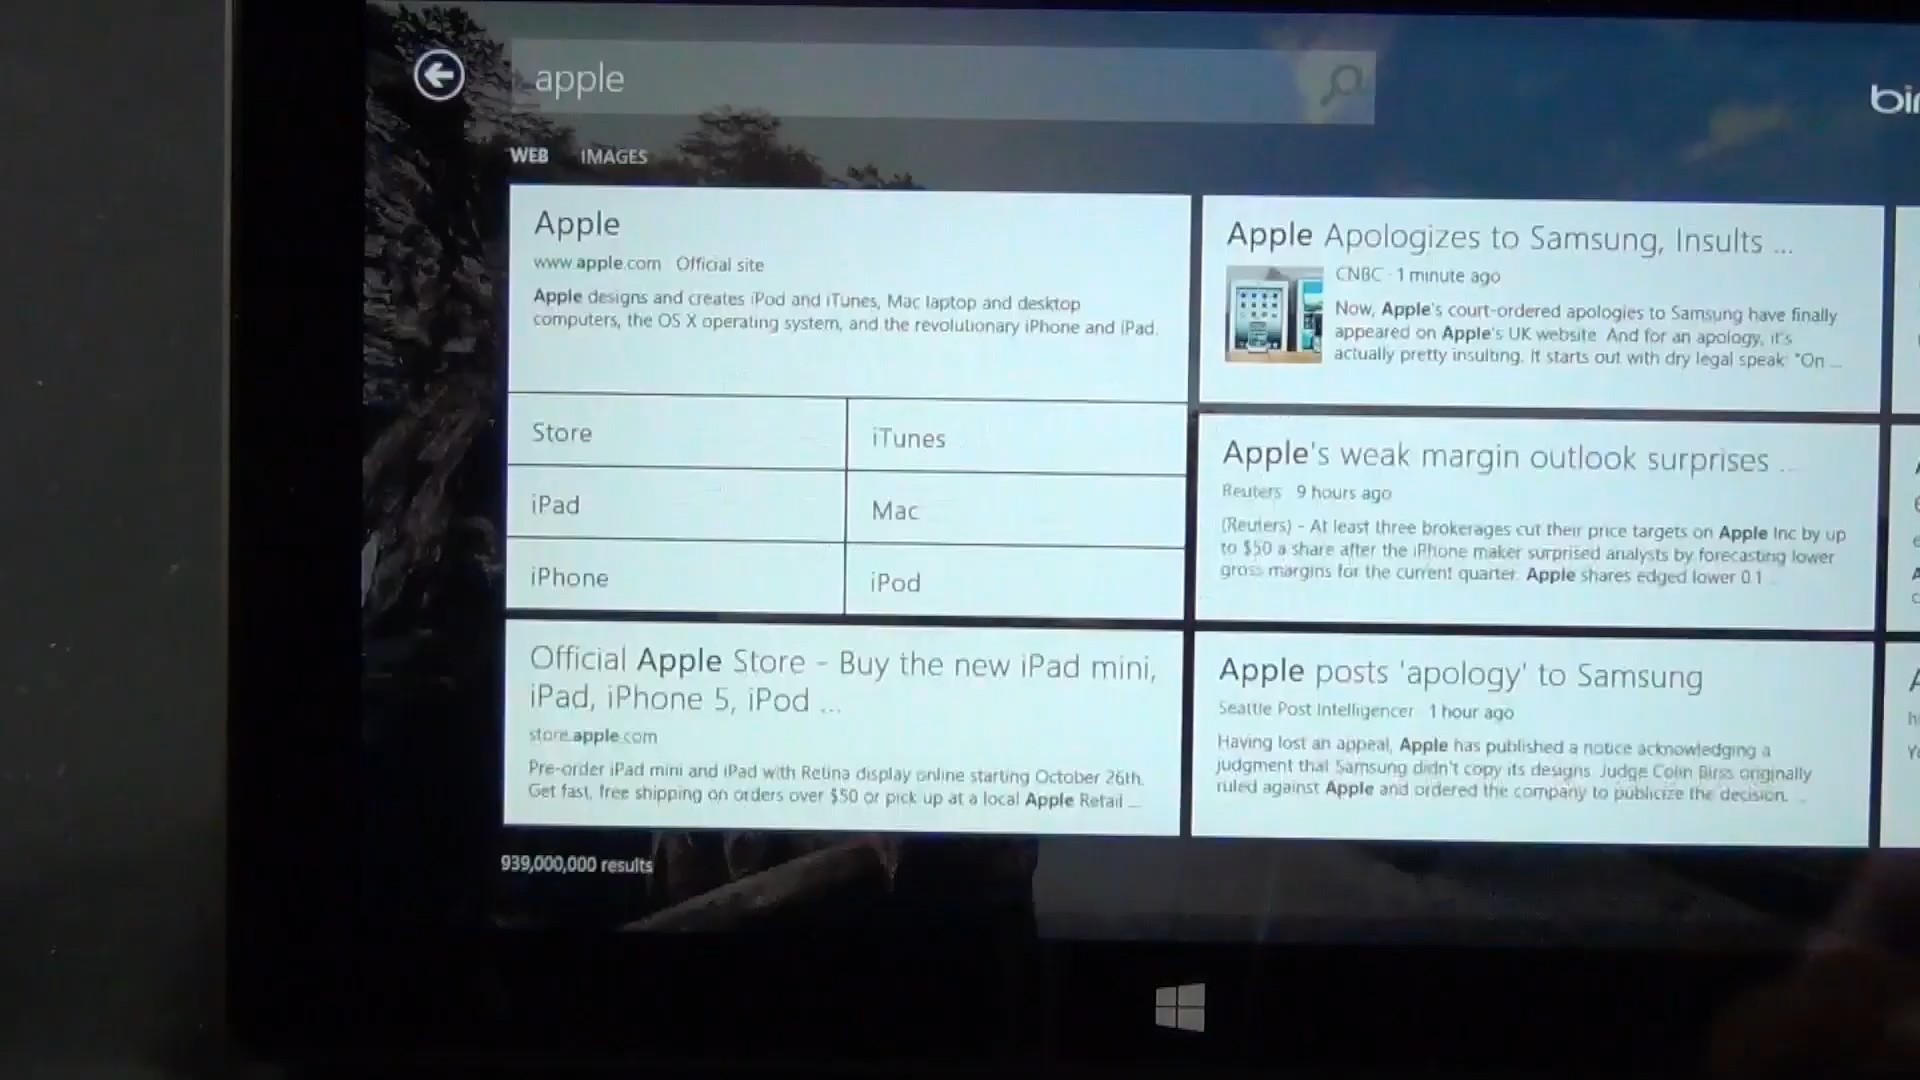 apple
bin
WEB IMAGES
Apple
www.apple.com Official site
Apple designs and creates iPod and iTunes, Mac laptop and desktop
computers, the OS X operating system, and the revolutionary iPhone and iPad.
Store
iTunes
iPad
Mac
iPhone
iPod
Official Apple Store - Buy the new iPad mini,
iPad, iPhone 5, iPod ...
store.apple.com
Pre-order iPad mini and iPad with Retina display online starting October 26th.
Get fast, free shipping on orders over $50 or pick up at a local Apple Retail ...
Apple Apologizes to Samsung, Insults ...
CNBC · 1 minute ago
Now, Apple's court-ordered apologies to Samsung have finally
appeared on Apple's UK website And for an apology, it's
actually pretty insulting. It starts out with dry legal speak: "On ...
Apple's weak margin outlook surprises ...
Reuters 9 hours ago
(Reuters) - At least three brokerages cut their price targets on Apple Inc by up
to $50 a share after the iPhone maker surprised analysts by forecasting lower
gross margins for the current quarter. Apple shares edged lower 0.1
Apple posts 'apology' to Samsung
Seattle Post Intelligencer 1 hour ago
Having lost an appeal, Apple has published a notice acknowledging a
judgment that Samsung didn't copy its designs. Judge Colin Birss originally
ruled against Apple and ordered the company to publicize the decision. ...
939,000,000 results